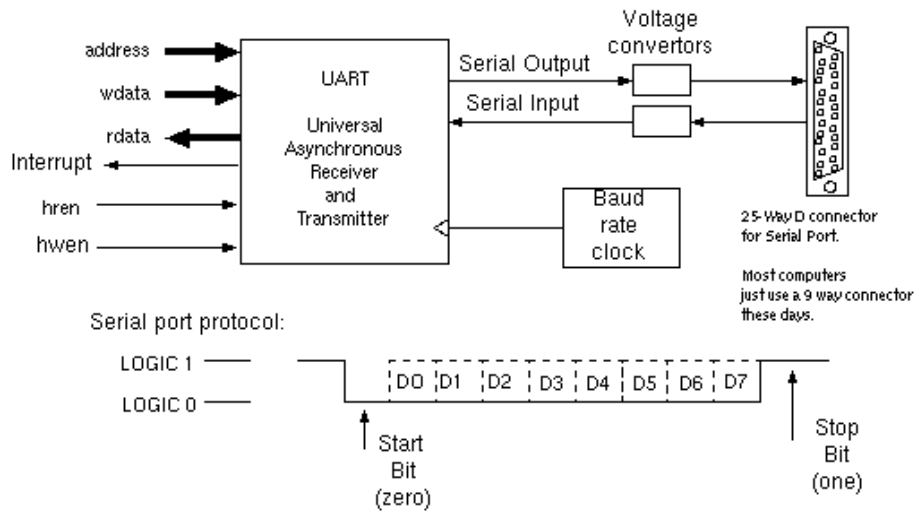 address
wdata
rdata
Interrupt
hren
hwen
UART
Universal
Asynchronous
Receiver
and
Transmitter
Serial Output
Serial Input
Voltage
convertors
Baud
rate
clock
25-Way D connector
for Serial Port.
Most computers
just use a 9 way connector
these days.
Serial port protocol:
LOGIC 1
LOGIC 0
D0 D1 D2 D3 D4 D5 D6 D7
Start
Bit
(zero)
Stop
Bit
(one)